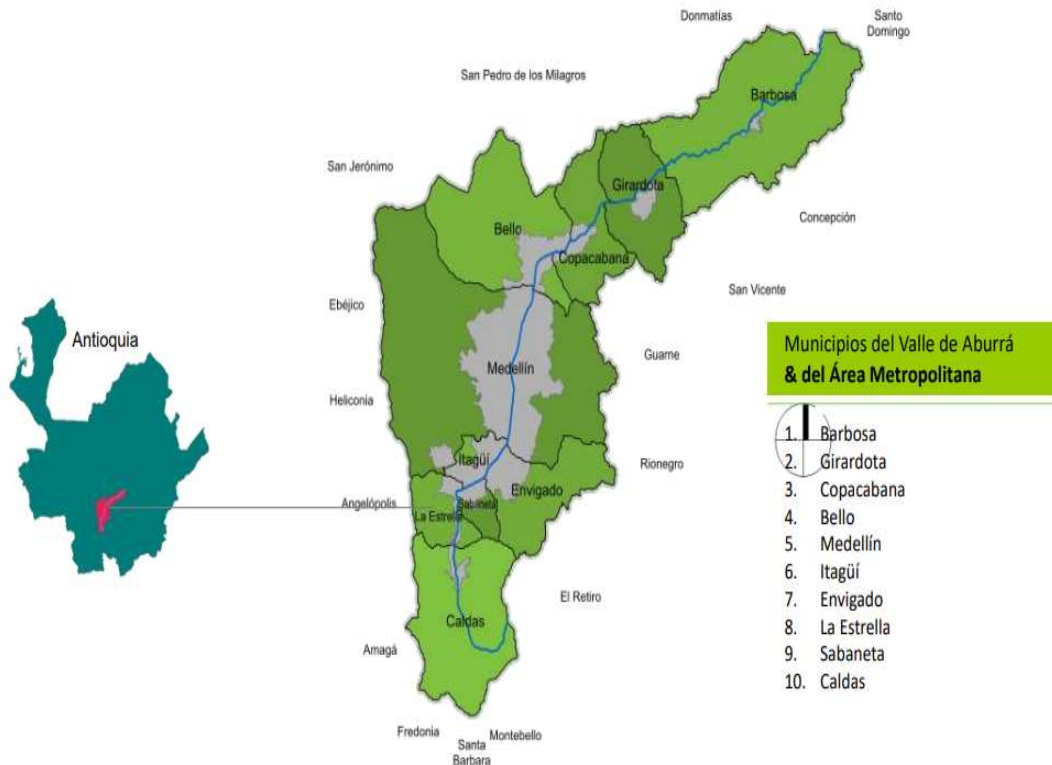 Donmatías
Santo
Domingo
San Pedro de los Milagros
Barbosa
San Jerónimo
Girardota
Concepción
Bello
Copacabana
San Vicente
Ebéjico
Antioquia
Guarne
Medellín
Heliconia
Itagüí
Rionegro
Envigado
Angelópolis
Sabaneta
La Estrella
El Retiro
Caldas
Amagá
Fredonia
Santa
Barbara
Montebello
Municipios del Valle de Aburrá
& del Área Metropolitana
1. Barbosa
2. Girardota
3. Copacabana
4. Bello
5. Medellín
6. Itagüí
7. Envigado
8. La Estrella
9. Sabaneta
10. Caldas